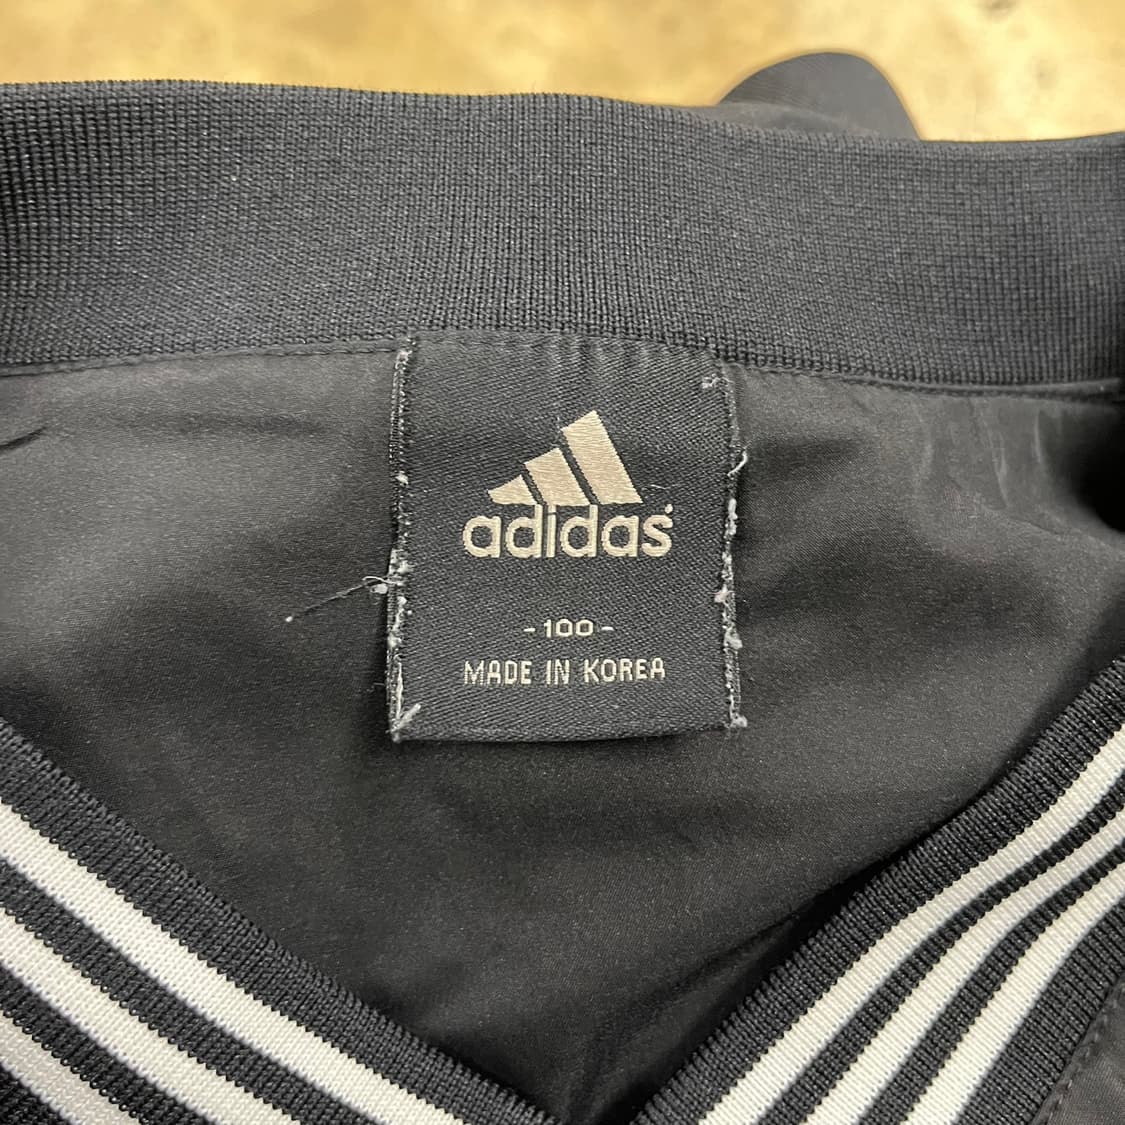 adidas
-100-
MADE IN KOREA